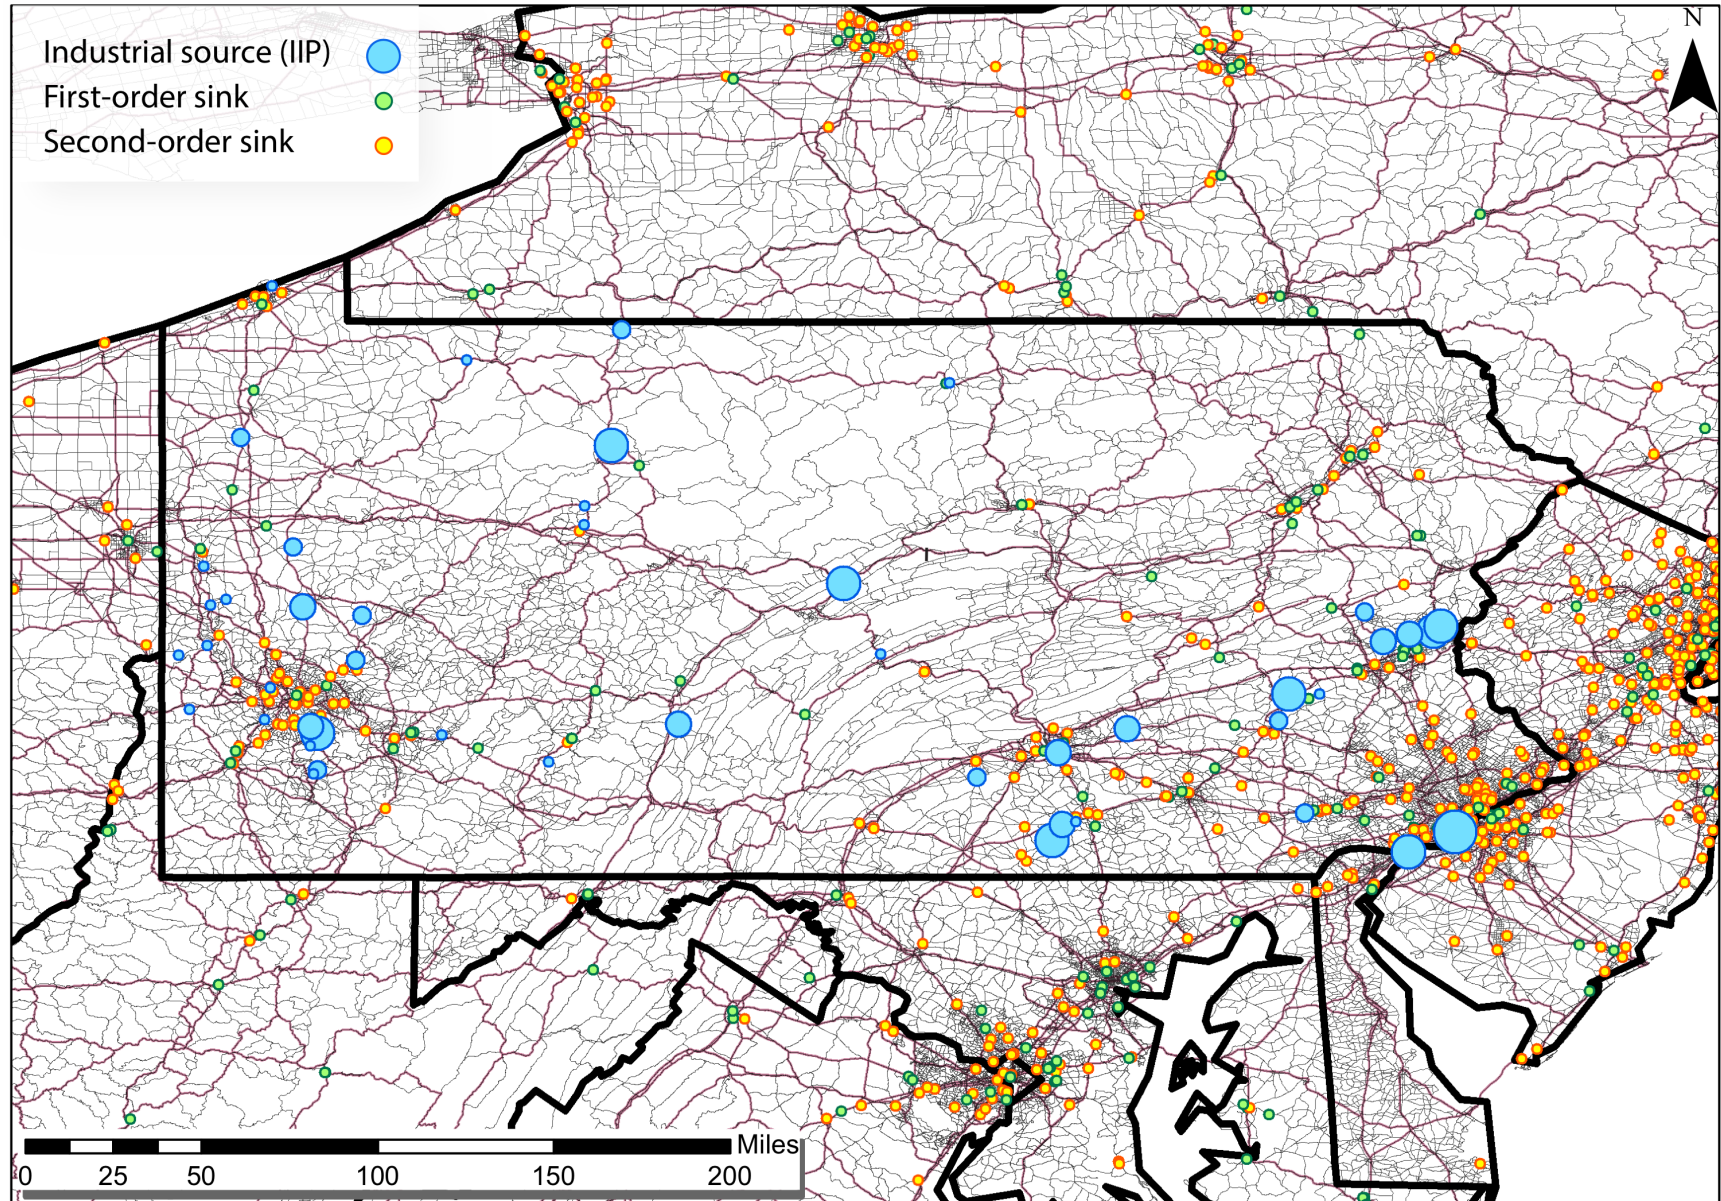 Industrial source (IIP)
First-order sink
Second-order sink
N
Miles
0 25 50 100 150 200